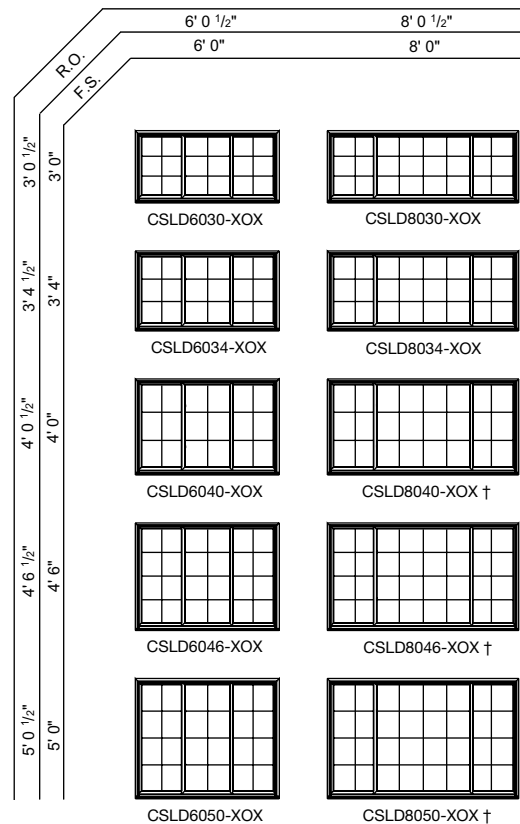 6' 0 1/2" 8' 0 1/2"
R.O.
6' 0" 8' 0"
F.S.
3' 0 1/2" 3' 0"
CSLD6030-XOX CSLD8030-XOX
3' 4 1/2" 3' 4"
CSLD6034-XOX CSLD8034-XOX
4' 0 1/2" 4' 0"
CSLD6040-XOX CSLD8040-XOX †
4' 6 1/2" 4' 6"
CSLD6046-XOX CSLD8046-XOX †
5' 0 1/2" 5' 0"
CSLD6050-XOX CSLD8050-XOX †